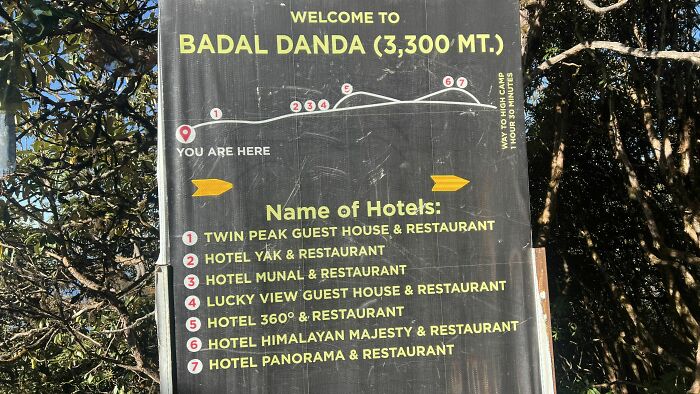 WELCOME TO
BADAL DANDA (3,300 MT.)
1
2 3 4
5
6 7
WAY TO HIGH CAMP
1 HOUR 30 MINUTES
YOU ARE HERE
Name of Hotels:
1 TWIN PEAK GUEST HOUSE & RESTAURANT
2 HOTEL YAK & RESTAURANT
3 HOTEL MUNAL & RESTAURANT
4 LUCKY VIEW GUEST HOUSE & RESTAURANT
5 HOTEL 360° & RESTAURANT
6 HOTEL HIMALAYAN MAJESTY & RESTAURANT
7 HOTEL PANORAMA & RESTAURANT